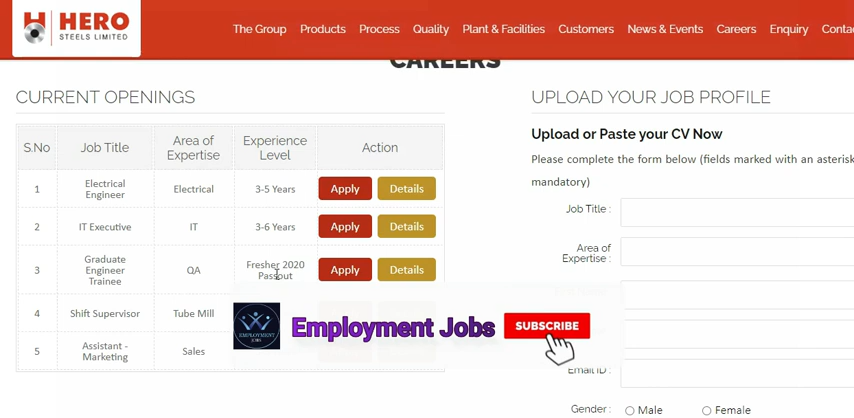 HERO
STEELS LIMITED
The Group Products Process Quality Plant & Facilities Customers News & Events Careers Enquiry Conta
CAREERS
CURRENT OPENINGS
S.No Job Title Area of Expertise Experience Level Action
1 Electrical Engineer Electrical 3-5 Years Apply Details
2 IT Executive IT 3-6 Years Apply Details
3 Graduate Engineer Trainee QA Fresher 2020 Passout Apply Details
4 Shift Supervisor Tube Mill
5 Assistant - Marketing Sales
EMPLOYMENT
JOBS
Employment Jobs
SUBSCRIBE
UPLOAD YOUR JOB PROFILE
Upload or Paste your CV Now
Please complete the form below (fields marked with an asterisk
mandatory)
Job Title :
Area of
Expertise :
Email ID :
Gender : Male Female